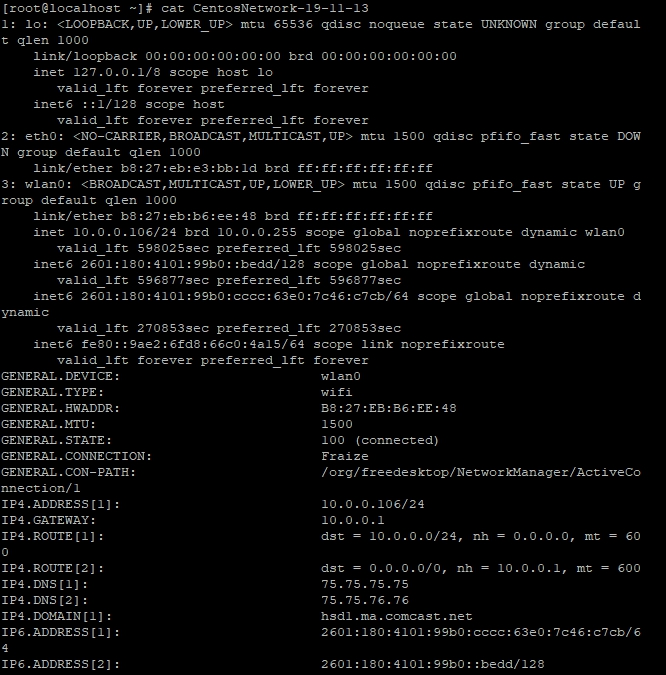 [root@localhost ~]# cat CentosNetwork-19-11-13
1: lo: <LOOPBACK,UP,LOWER_UP> mtu 65536 qdisc noqueue state UNKNOWN group defaul
t qlen 1000
    link/loopback 00:00:00:00:00:00 brd 00:00:00:00:00:00
    inet 127.0.0.1/8 scope host lo
       valid_lft forever preferred_lft forever
    inet6 ::1/128 scope host
       valid_lft forever preferred_lft forever
2: eth0: <NO-CARRIER,BROADCAST,MULTICAST,UP> mtu 1500 qdisc pfifo_fast state DOW
N group default qlen 1000
    link/ether b8:27:eb:e3:bb:1d brd ff:ff:ff:ff:ff:ff
3: wlan0: <BROADCAST,MULTICAST,UP,LOWER_UP> mtu 1500 qdisc pfifo_fast state UP g
roup default qlen 1000
    link/ether b8:27:eb:b6:ee:48 brd ff:ff:ff:ff:ff:ff
    inet 10.0.0.106/24 brd 10.0.0.255 scope global noprefixroute dynamic wlan0
       valid_lft 598025sec preferred_lft 598025sec
    inet6 2601:180:4101:99b0::bedd/128 scope global noprefixroute dynamic
       valid_lft 596877sec preferred_lft 596877sec
    inet6 2601:180:4101:99b0:cccc:63e0:7c46:c7cb/64 scope global noprefixroute d
ynamic
       valid_lft 270853sec preferred_lft 270853sec
    inet6 fe80::9ae2:6fd8:66c0:4a15/64 scope link noprefixroute
       valid_lft forever preferred_lft forever
GENERAL.DEVICE:                         wlan0
GENERAL.TYPE:                           wifi
GENERAL.HWADDR:                         B8:27:EB:B6:EE:48
GENERAL.MTU:                            1500
GENERAL.STATE:                          100 (connected)
GENERAL.CONNECTION:                     Fraize
GENERAL.CON-PATH:                       /org/freedesktop/NetworkManager/ActiveCo
nnection/1
IP4.ADDRESS[1]:                         10.0.0.106/24
IP4.GATEWAY:                            10.0.0.1
IP4.ROUTE[1]:                           dst = 10.0.0.0/24, nh = 0.0.0.0, mt = 60
0
IP4.ROUTE[2]:                           dst = 0.0.0.0/0, nh = 10.0.0.1, mt = 600
IP4.DNS[1]:                             75.75.75.75
IP4.DNS[2]:                             75.75.76.76
IP4.DOMAIN[1]:                          hsd1.ma.comcast.net
IP6.ADDRESS[1]:                         2601:180:4101:99b0:cccc:63e0:7c46:c7cb/6
4
IP6.ADDRESS[2]:                         2601:180:4101:99b0::bedd/128